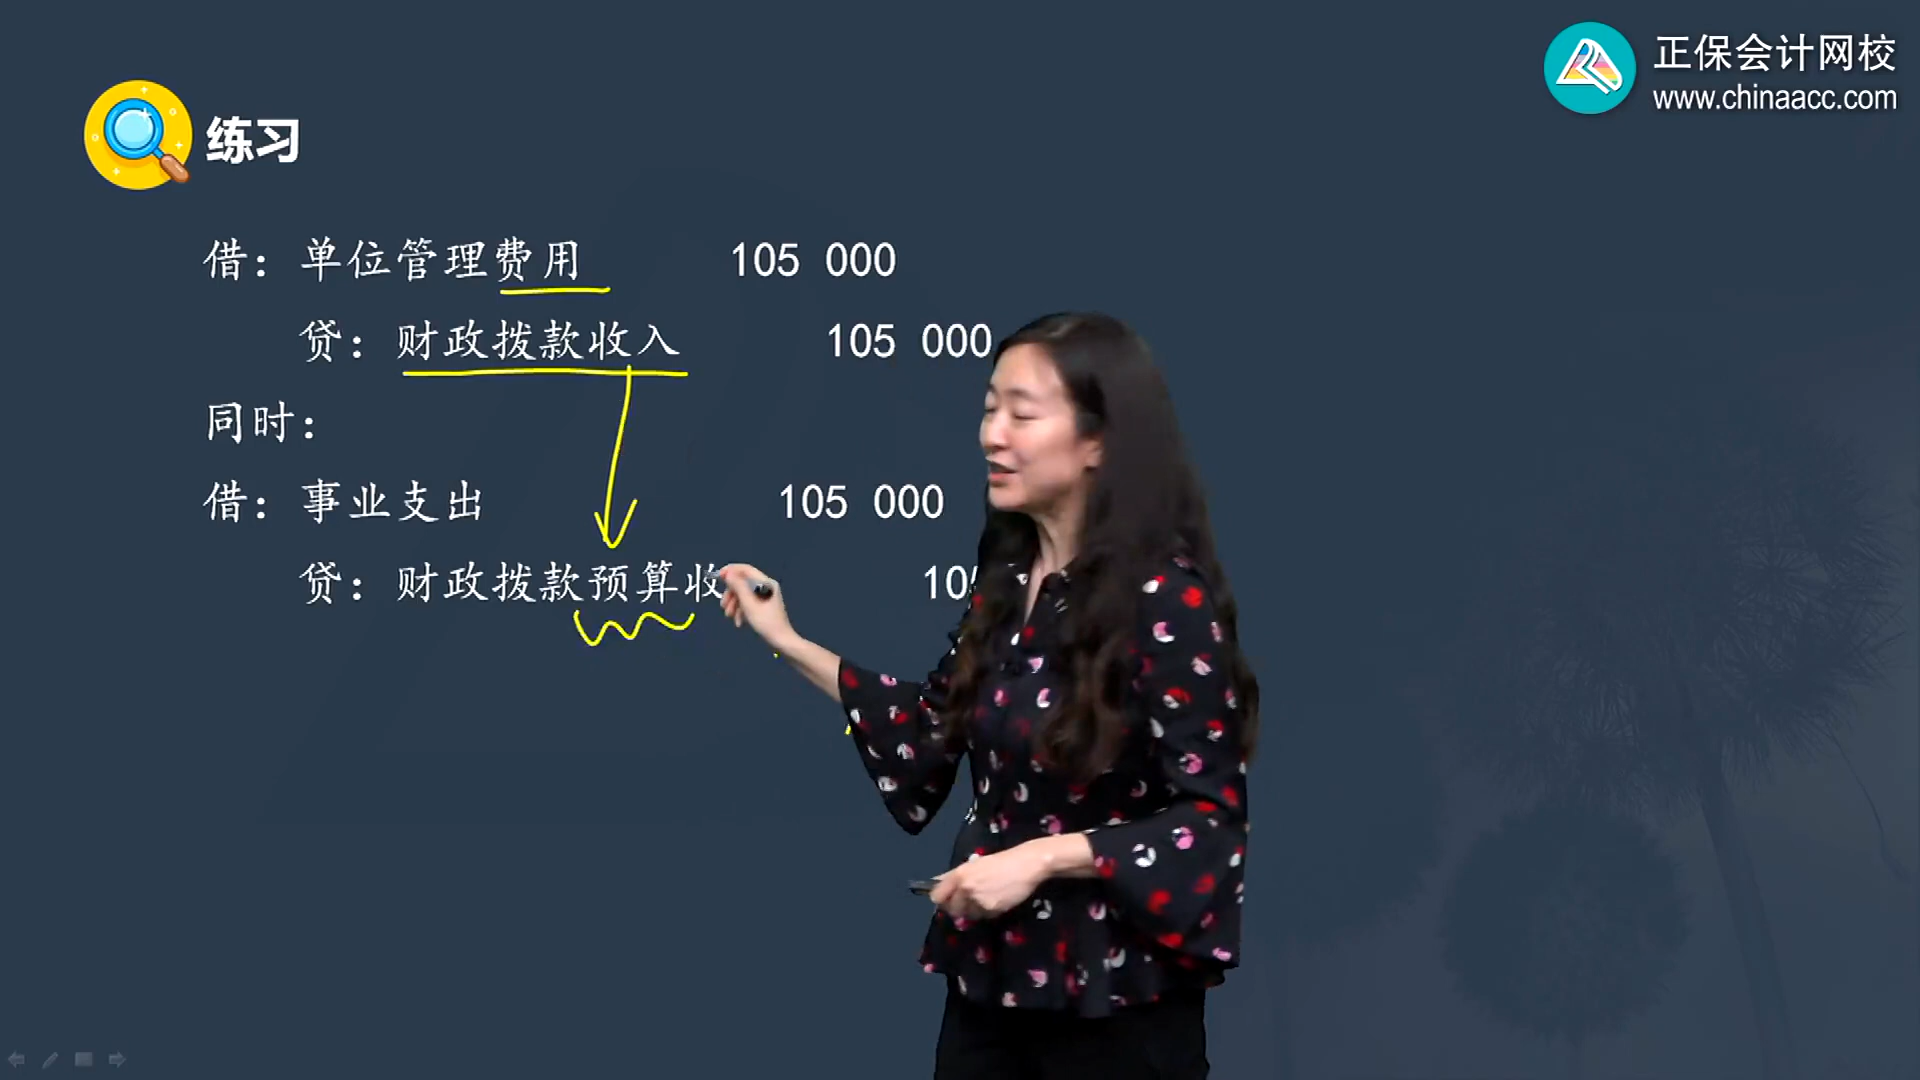 正保会计网校
www.chinaacc.com
练习
借：单位管理费用 105 000
贷：财政拨款收入 105 000
同时：
借：事业支出 105 000
贷：财政拨款预算收 105